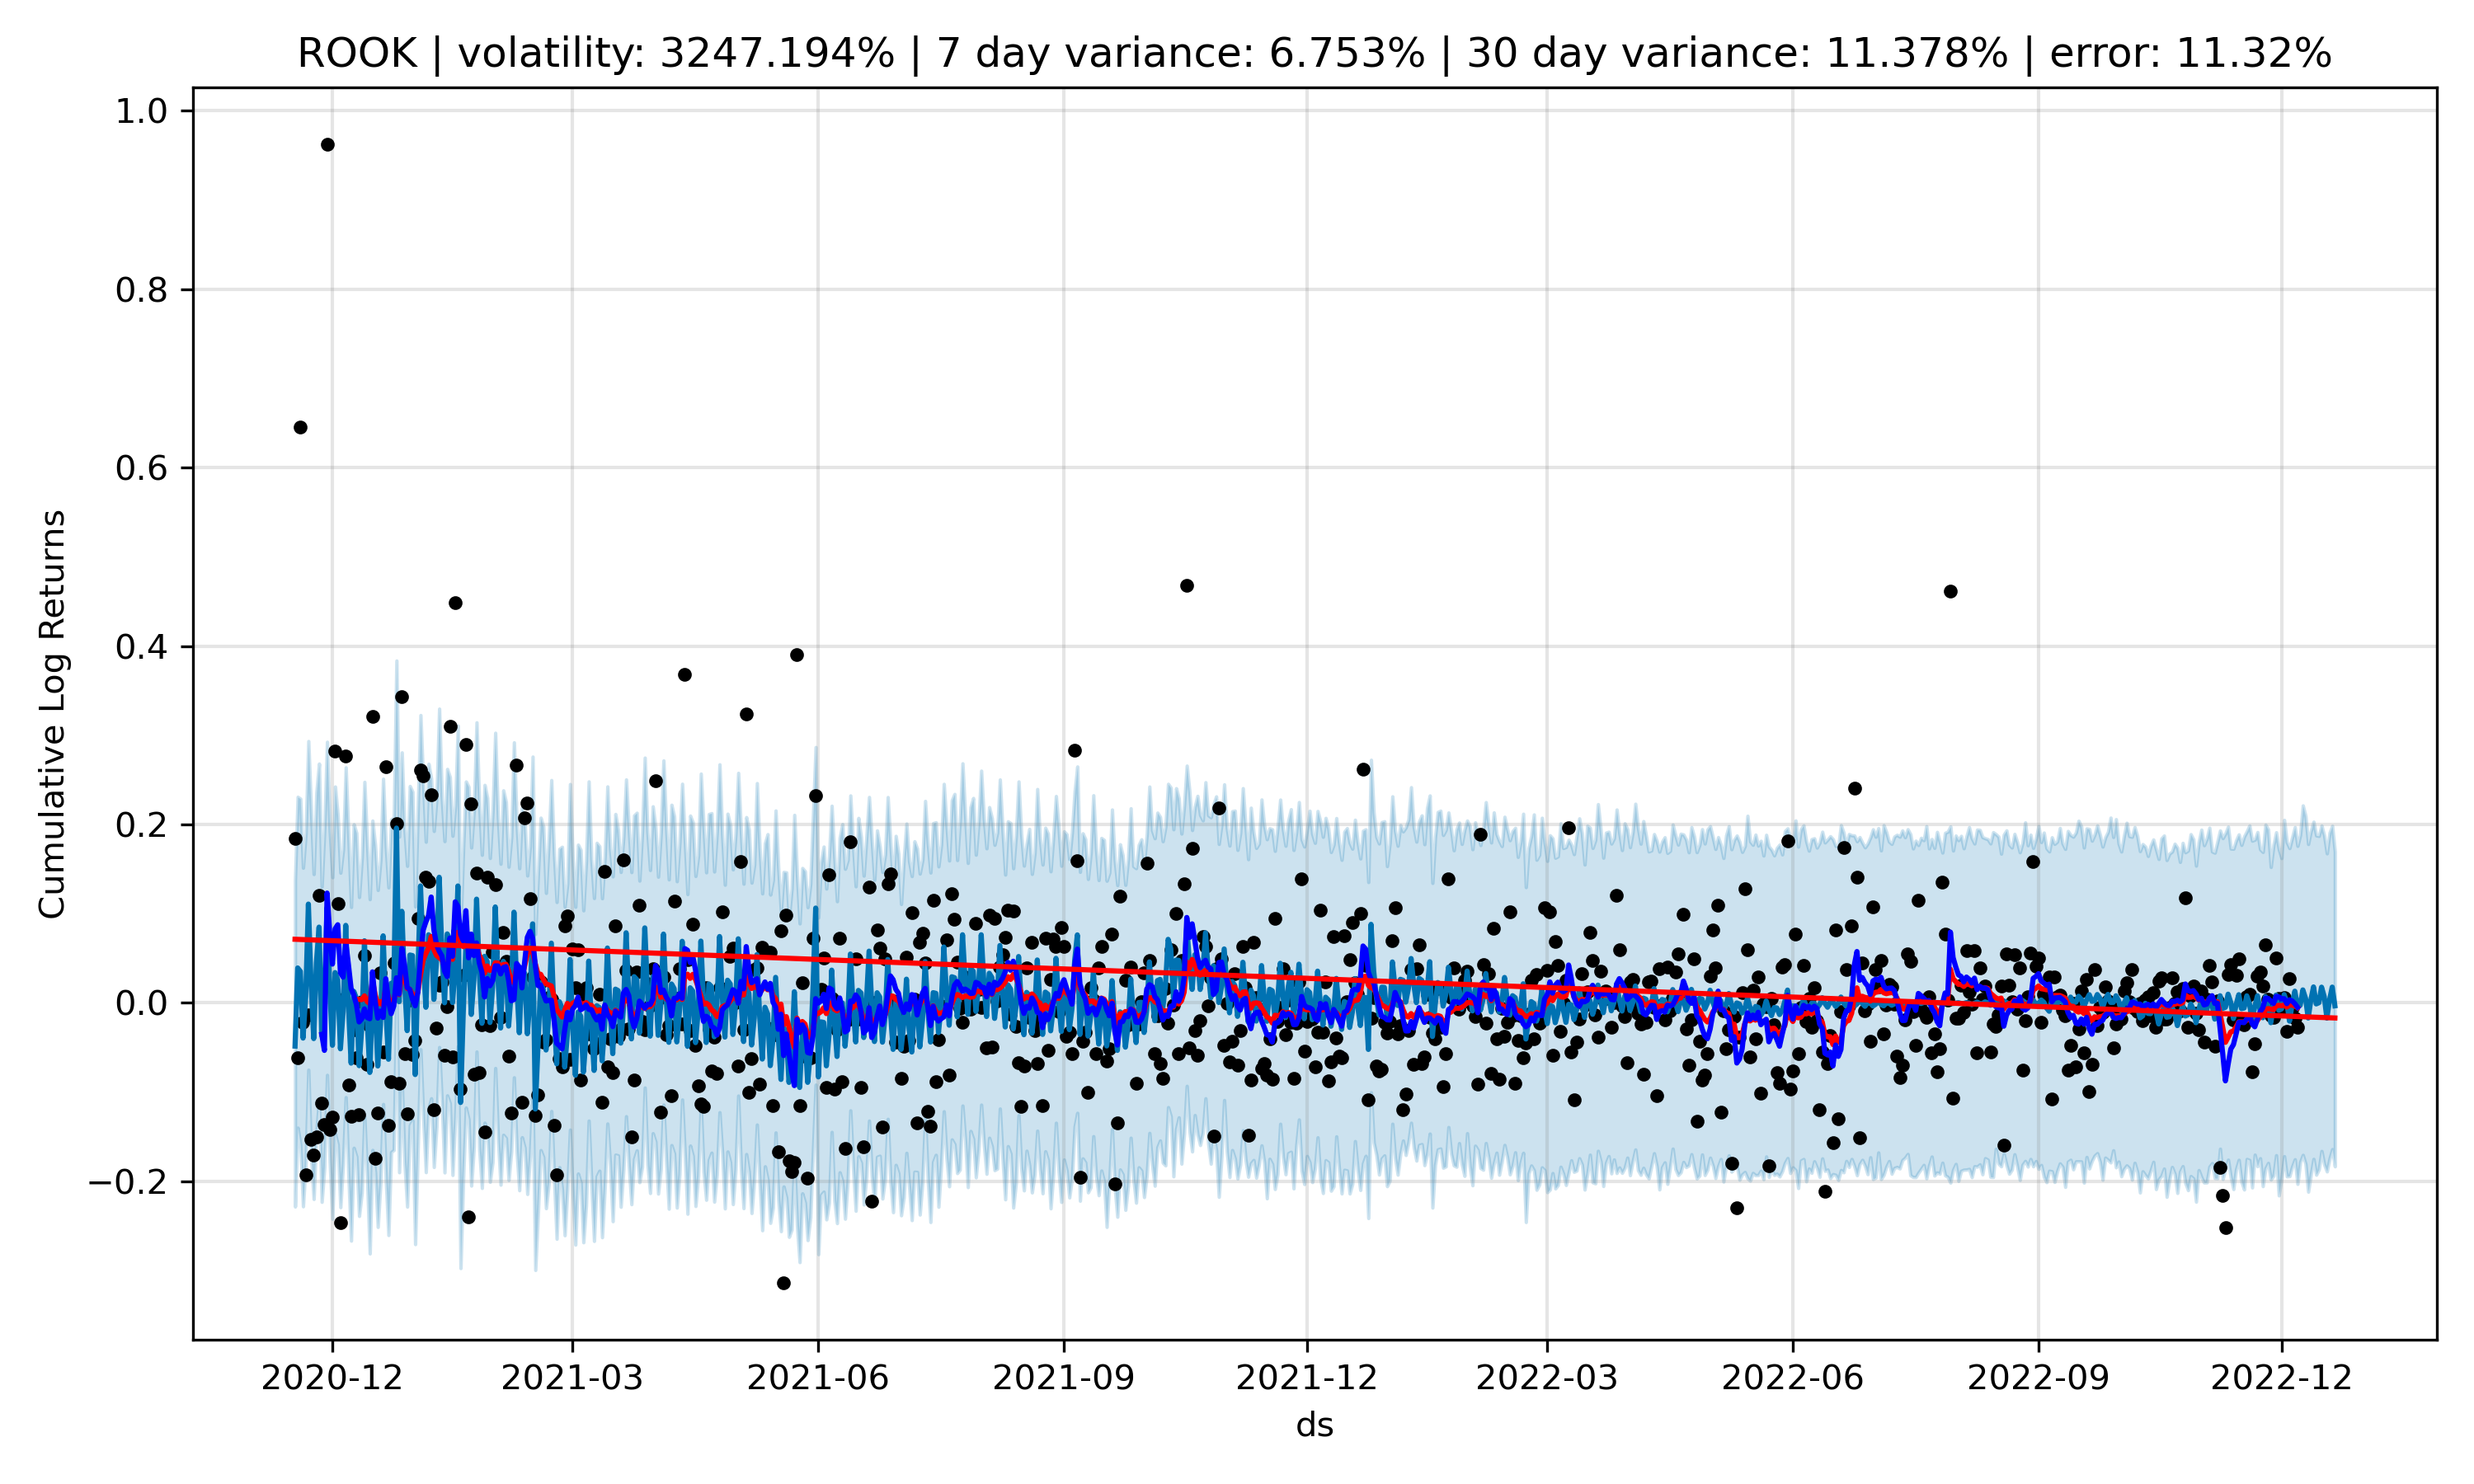 ROOK | volatility: 3247.194% | 7 day variance: 6.753% | 30 day variance: 11.378% | error: 11.32%
1.0
0.8
0.6
0.4
0.2
0.0
−0.2
Cumulative Log Returns
2020-12 2021-03 2021-06 2021-09 2021-12 2022-03 2022-06 2022-09 2022-12
ds